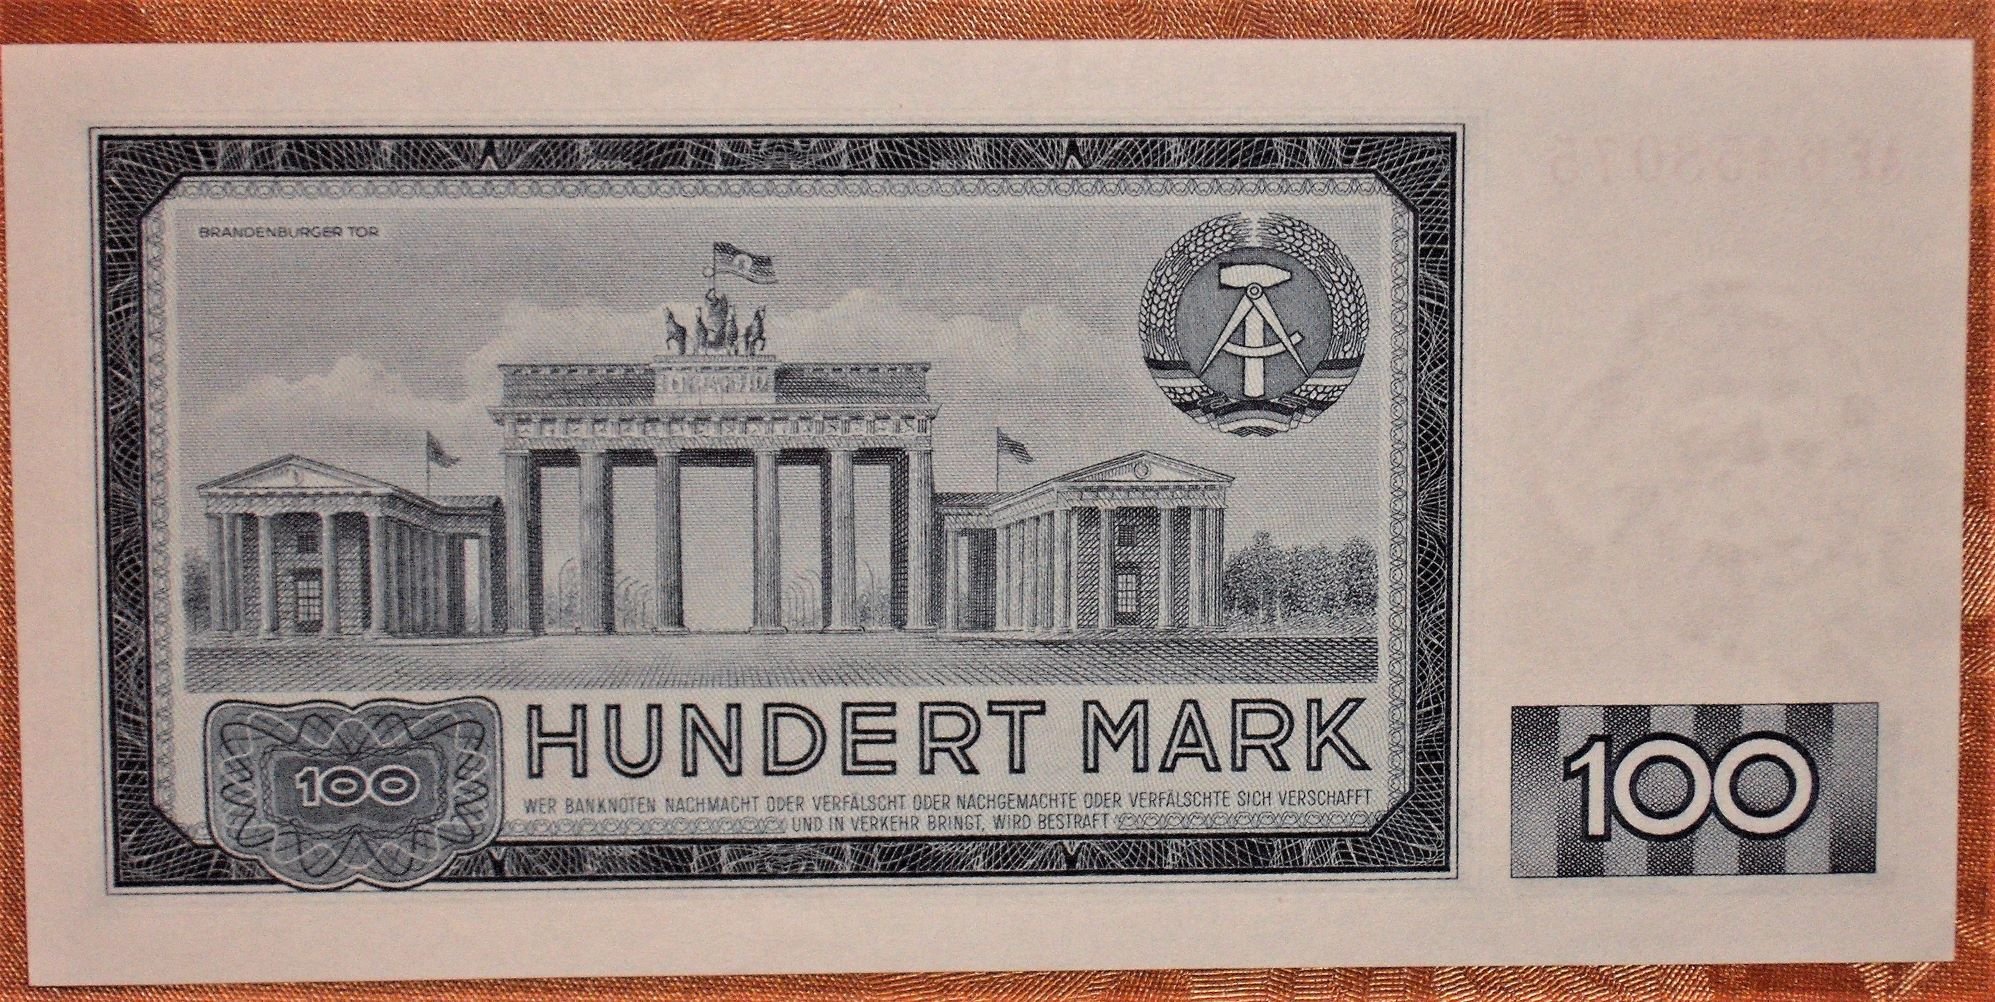 BRANDENBURGER TOR
100
HUNDERT MARK
WER BANKNOTEN NACHMACHT ODER VERFÄLSCHT ODER NACHGEMACHTE ODER VERFÄLSCHTE SICH VERSCHAFFT
UND IN VERKEHR BRINGT, WIRD BESTRAFT
100